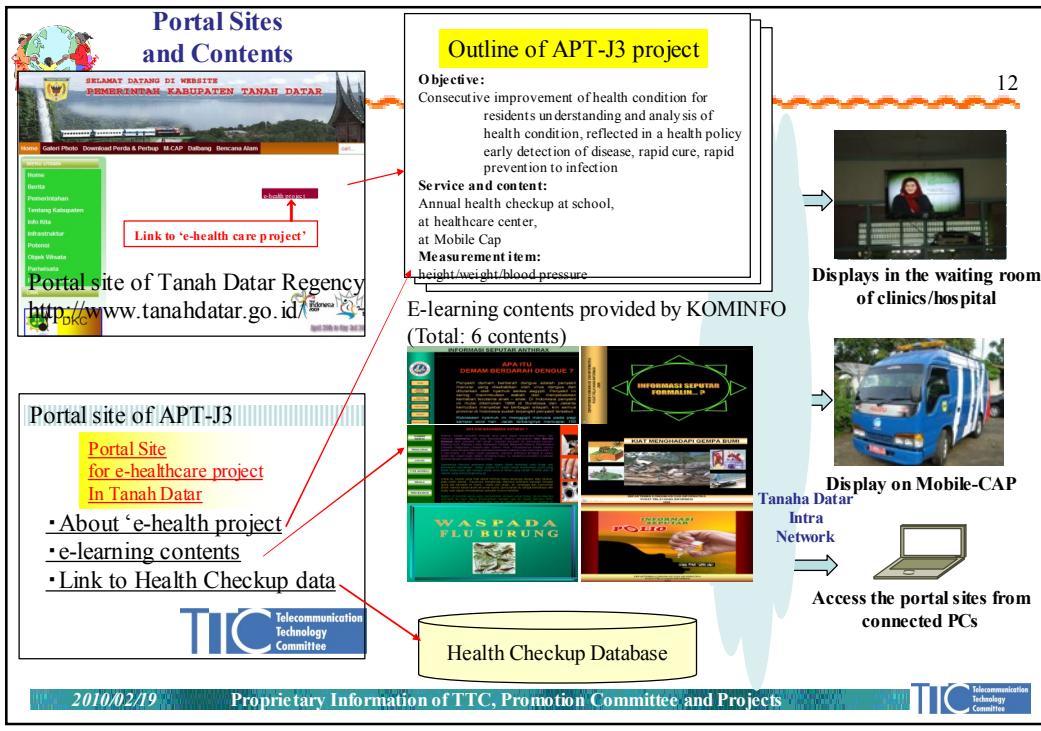 Portal Sites
and Contents
12
SELAMAT DATANG DI WEBSITE
PEMERINTAH KABUPATEN TANAH DATAR
Home Galeri Photo Download Perda & Perbup M-CAP Dalbang Bencana Alam
Home
Berita
Pemerintahan
Tentang Kabupaten
Info Kita
Infrastruktur
Potensi
Objek Wisata
Pariwisata
e-health project
Link to ‘e-health care project’
Portal site of Tanah Datar Regency
http://www.tanahdatar.go.id/
DKC
Outline of APT-J3 project
Objective:
Consecutive improvement of health condition for
residents understanding and analysis of
health condition, reflected in a health policy
early detection of disease, rapid cure, rapid
prevention to infection
Service and content:
Annual health checkup at school,
at healthcare center,
at Mobile Cap
Measurement item:
height/weight/blood pressure
E-learning contents provided by KOMINFO
(Total: 6 contents)
INFORMASI SEPUTAR ANTHRAX
APA ITU
DEMAM BERDARAH DENGUE ?
INFORMASI SEPUTAR
FORMALIN... ?
KIAT MENGHADAPI GEMPA BUMI
WASPADA
FLU BURUNG
INFORMASI
SEPUTAR
POLIO
Portal site of APT-J3
Portal Site
for e-healthcare project
In Tanah Datar
・About ‘e-health project
・e-learning contents
・Link to Health Checkup data
TTC Telecommunication
Technology
Committee
Health Checkup Database
Tanaha Datar
Intra
Network
Displays in the waiting room
of clinics/hospital
Display on Mobile-CAP
Access the portal sites from
connected PCs
2010/02/19 Proprietary Information of TTC, Promotion Committee and Projects
TTC Telecommunication
Technology
Committee